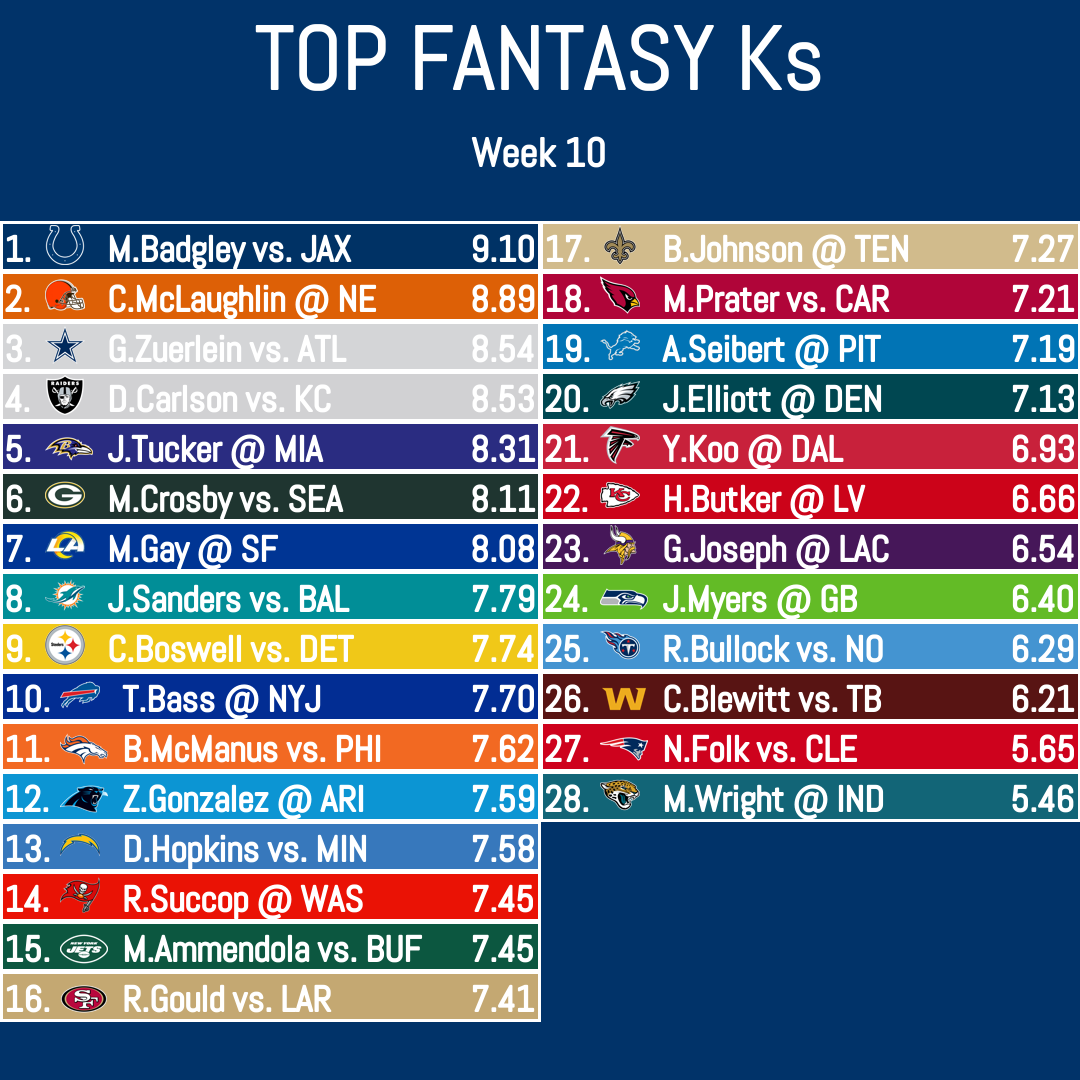 TOP FANTASY Ks
Week 10
1. M.Badgley vs. JAX 9.10
2. C.McLaughlin @ NE 8.89
3. G.Zuerlein vs. ATL 8.54
4. RAIDERS D.Carlson vs. KC 8.53
5. J.Tucker @ MIA 8.31
6. G M.Crosby vs. SEA 8.11
7. LA M.Gay @ SF 8.08
8. J.Sanders vs. BAL 7.79
9. Steelers C.Boswell vs. DET 7.74
10. T.Bass @ NYJ 7.70
11. B.McManus vs. PHI 7.62
12. Z.Gonzalez @ ARI 7.59
13. D.Hopkins vs. MIN 7.58
14. R.Succop @ WAS 7.45
15. NEW YORK JETS M.Ammendola vs. BUF 7.45
16. SF R.Gould vs. LAR 7.41
17. B.Johnson @ TEN 7.27
18. M.Prater vs. CAR 7.21
19. A.Seibert @ PIT 7.19
20. J.Elliott @ DEN 7.13
21. Y.Koo @ DAL 6.93
22. KC H.Butker @ LV 6.66
23. G.Joseph @ LAC 6.54
24. J.Myers @ GB 6.40
25. T R.Bullock vs. NO 6.29
26. W C.Blewitt vs. TB 6.21
27. N.Folk vs. CLE 5.65
28. M.Wright @ IND 5.46